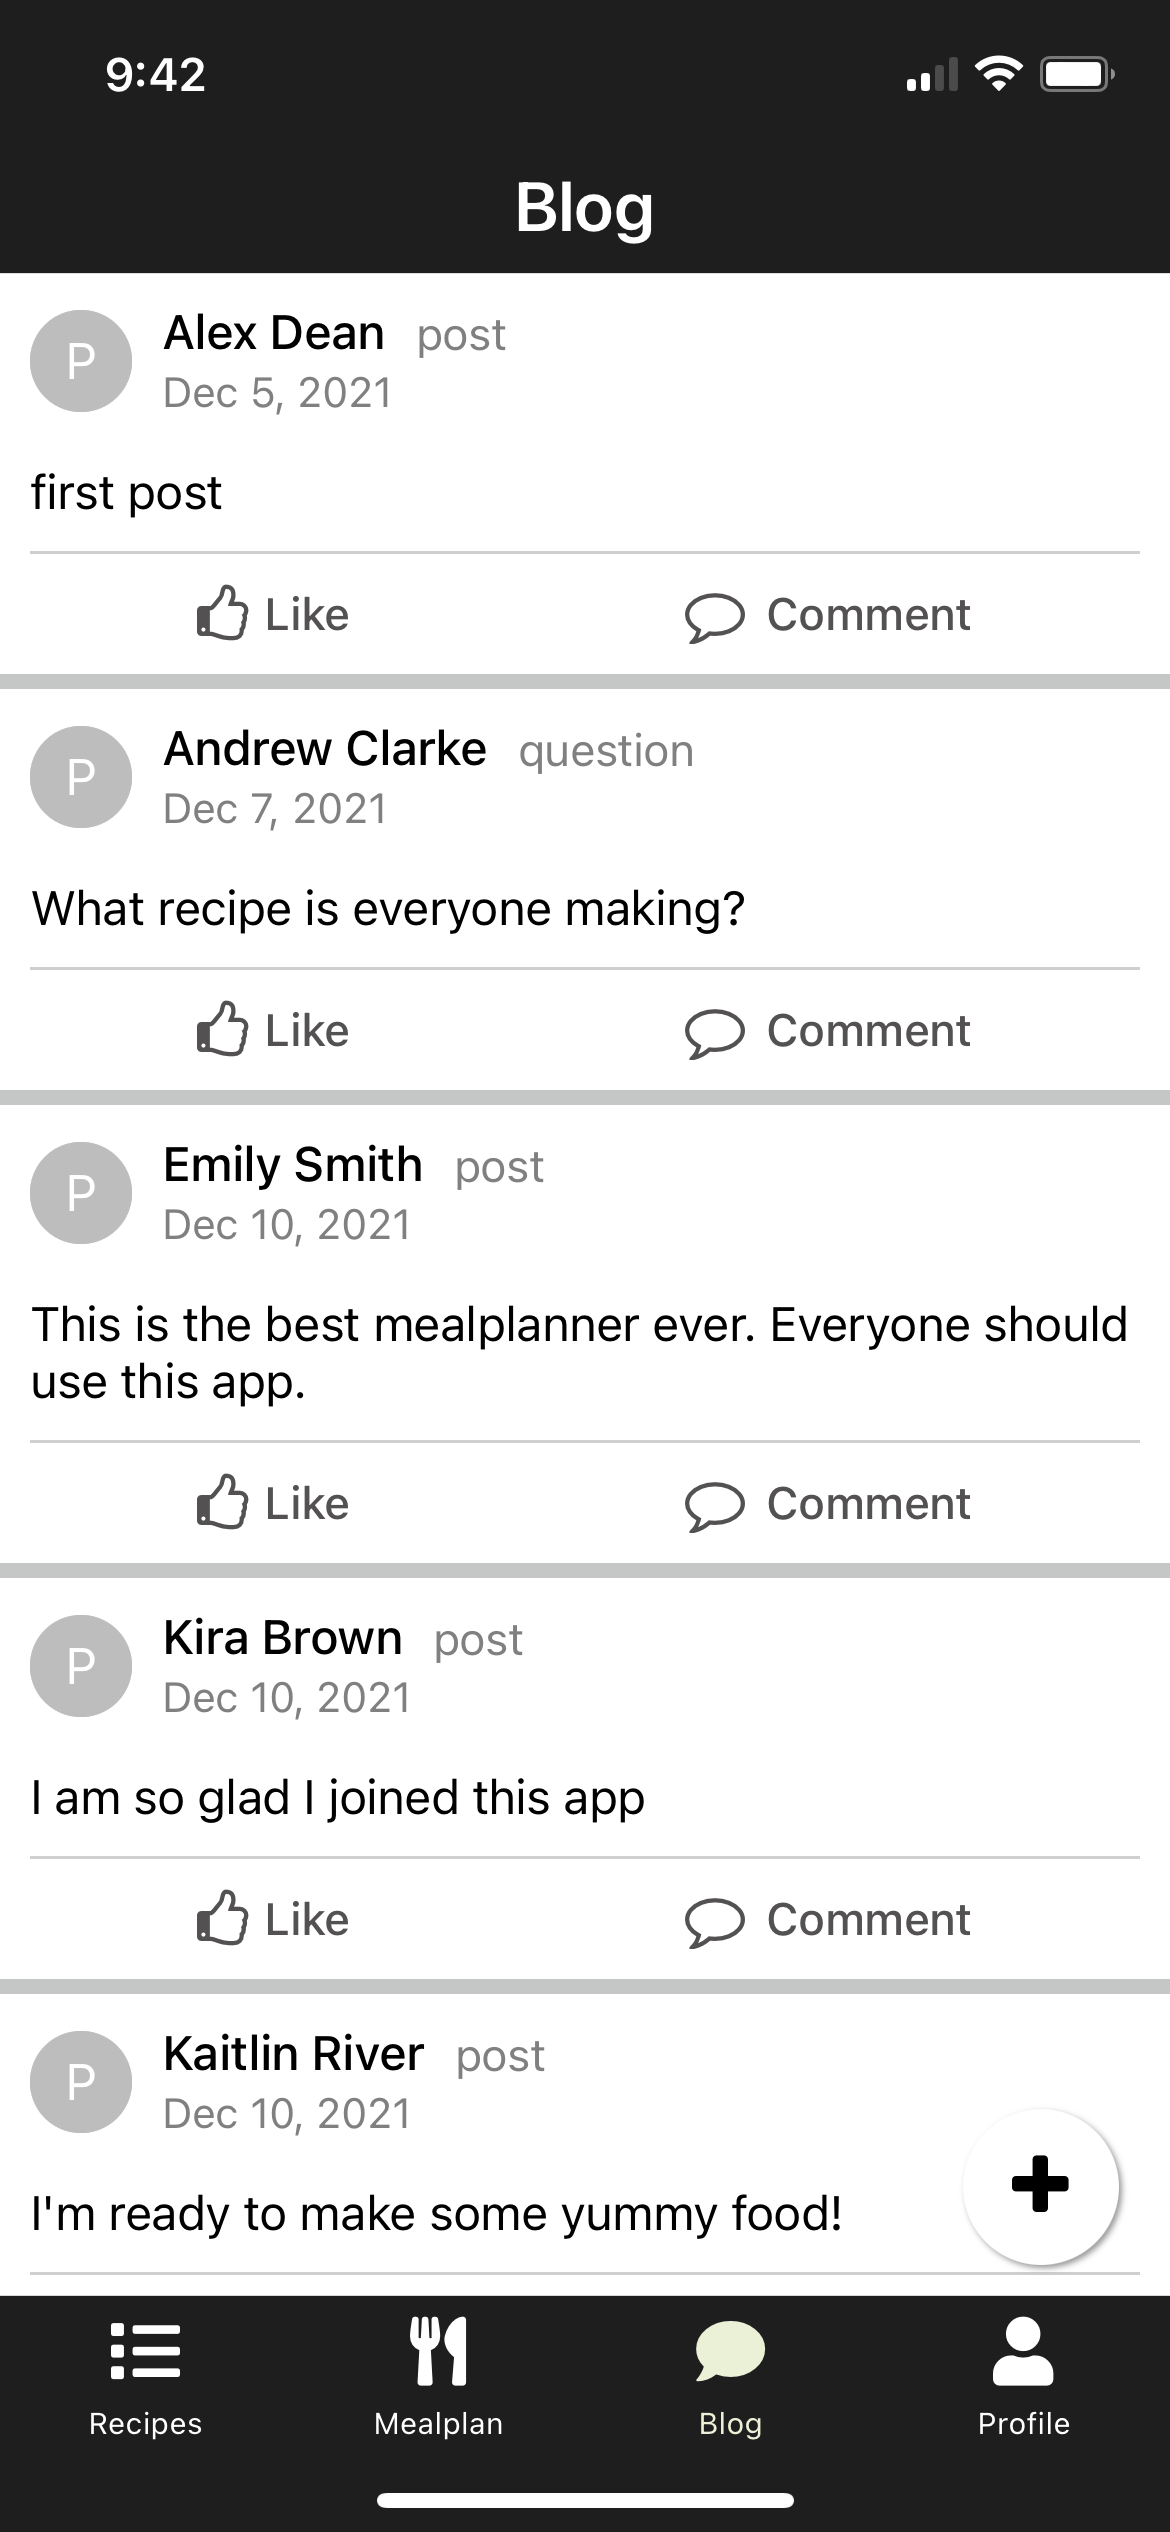 9:42
Blog
P
Alex Dean post
Dec 5, 2021
first post
Like Comment
P
Andrew Clarke question
Dec 7, 2021
What recipe is everyone making?
Like Comment
P
Emily Smith post
Dec 10, 2021
This is the best mealplanner ever. Everyone should
use this app.
Like Comment
P
Kira Brown post
Dec 10, 2021
I am so glad I joined this app
Like Comment
P
Kaitlin River post
Dec 10, 2021
I'm ready to make some yummy food!
Recipes Mealplan Blog Profile